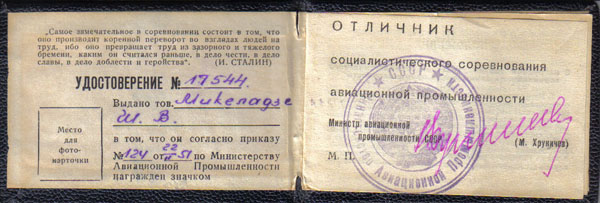 „Самое замечательное в соревновании состоит в том, что
оно производит коренной переворот во взглядах людей на
труд, ибо оно превращает труд из зазорного и тяжелого
бремени, каким он считался раньше, в дело чести, в дело
славы, в дело доблести и геройства".
(И. СТАЛИН)
УДОСТОВЕРЕНИЕ № 17544
Выдано тов. Микеладзе
Ш. В.
Место
для
фото-
карточки
в том, что он согласно приказу
№ 124 22/II 51 по Министерству
Авиационной Промышленности
награжден значком
ОТЛИЧНИК
социалистического соревнования
авиационной промышленности
Министр авиационной
промышленности СССР
(М. Хруничев)
М. П.
СССР
Авиационной